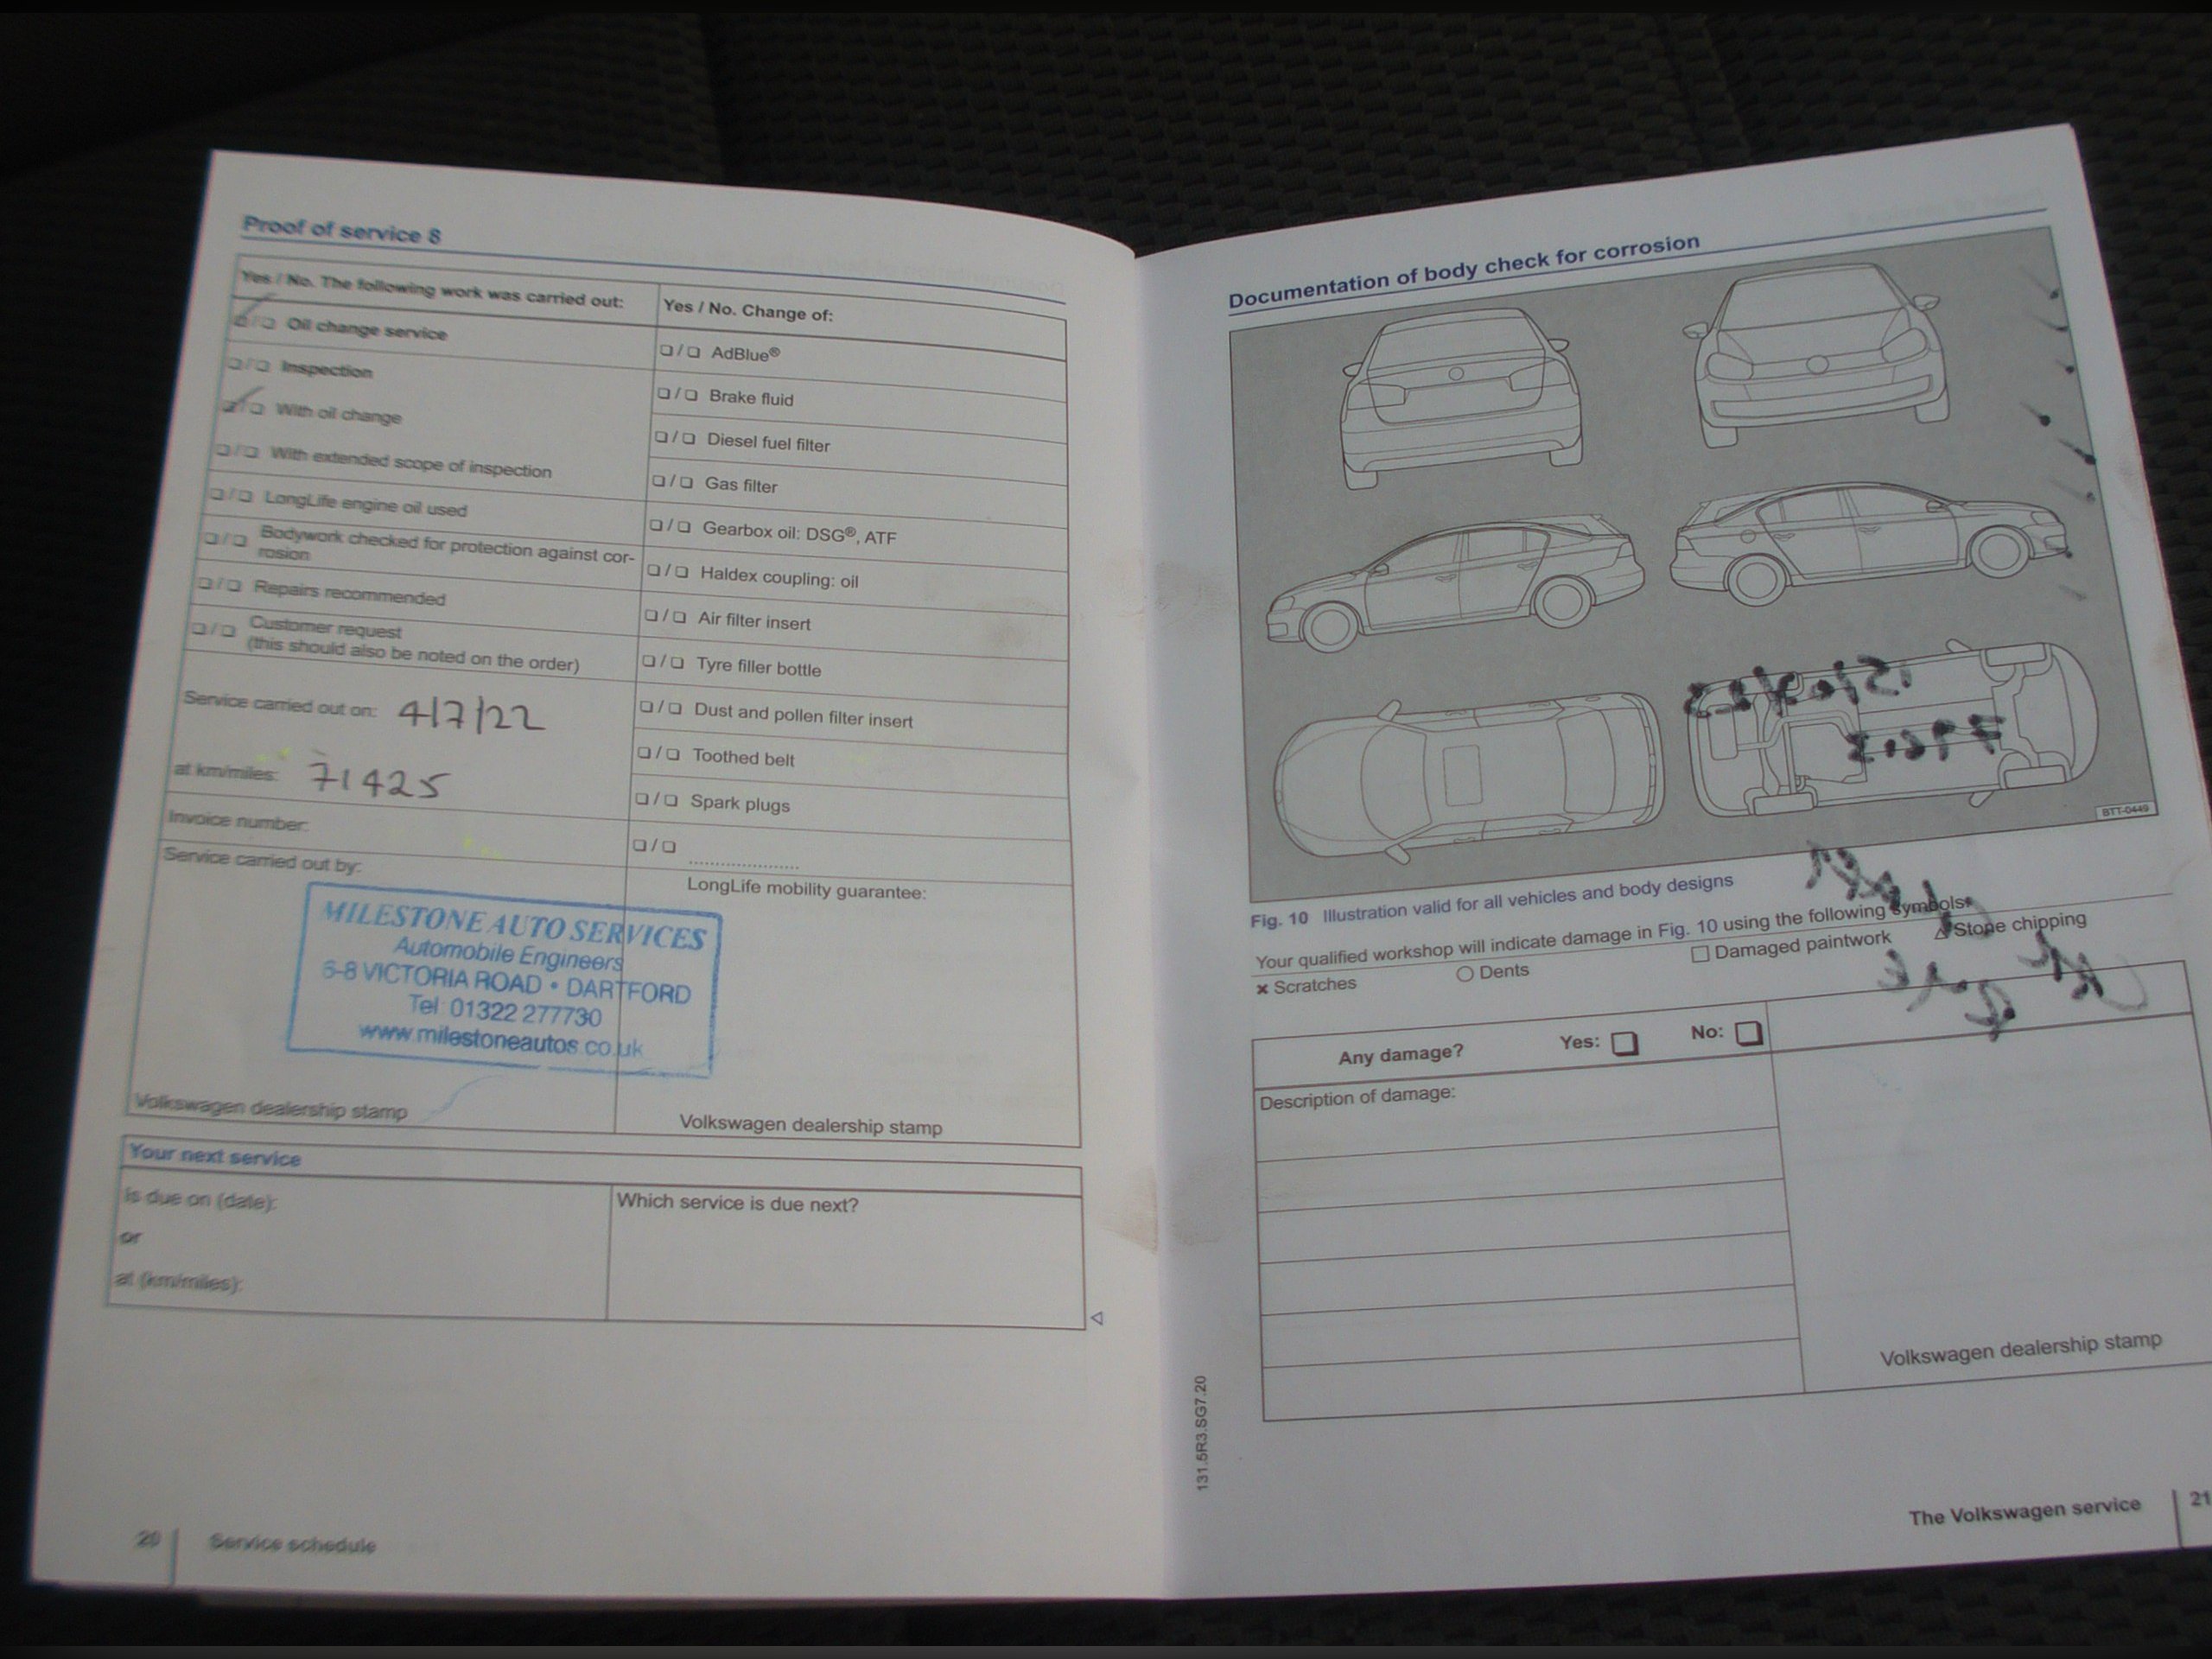 Proof of service 8
Yes / No. The following work was carried out:
❏ / ❏ Oil change service
❏ / ❏ Inspection
❏ / ❏ With oil change
❏ / ❏ With extended scope of inspection
❏ / ❏ LongLife engine oil used
❏ / ❏ Bodywork checked for protection against cor-
rosion
❏ / ❏ Repairs recommended
❏ / ❏ Customer request
(this should also be noted on the order)
Service carried out on: 4/7/22
at km/miles: 71425
Invoice number:
Service carried out by:
MILESTONE AUTO SERVICES
Automobile Engineers
6-8 VICTORIA ROAD • DARTFORD
Tel: 01322 277730
www.milestoneautos.co.uk
Volkswagen dealership stamp
Yes / No. Change of:
❏ / ❏ AdBlue®
❏ / ❏ Brake fluid
❏ / ❏ Diesel fuel filter
❏ / ❏ Gas filter
❏ / ❏ Gearbox oil: DSG®, ATF
❏ / ❏ Haldex coupling: oil
❏ / ❏ Air filter insert
❏ / ❏ Tyre filler bottle
❏ / ❏ Dust and pollen filter insert
❏ / ❏ Toothed belt
❏ / ❏ Spark plugs
❏ / ❏ ....................
LongLife mobility guarantee:
Volkswagen dealership stamp
Your next service
is due on (date):
or
at (km/miles):
Which service is due next?
20 Service schedule
Documentation of body check for corrosion
BTT-0449
Fig. 10 Illustration valid for all vehicles and body designs
Your qualified workshop will indicate damage in Fig. 10 using the following symbols:
× Scratches ○ Dents □ Damaged paintwork △ Stone chipping
Any damage? Yes: ❏ No: ❏
Description of damage:
Volkswagen dealership stamp
131.5R3.SG7.20
The Volkswagen service 21